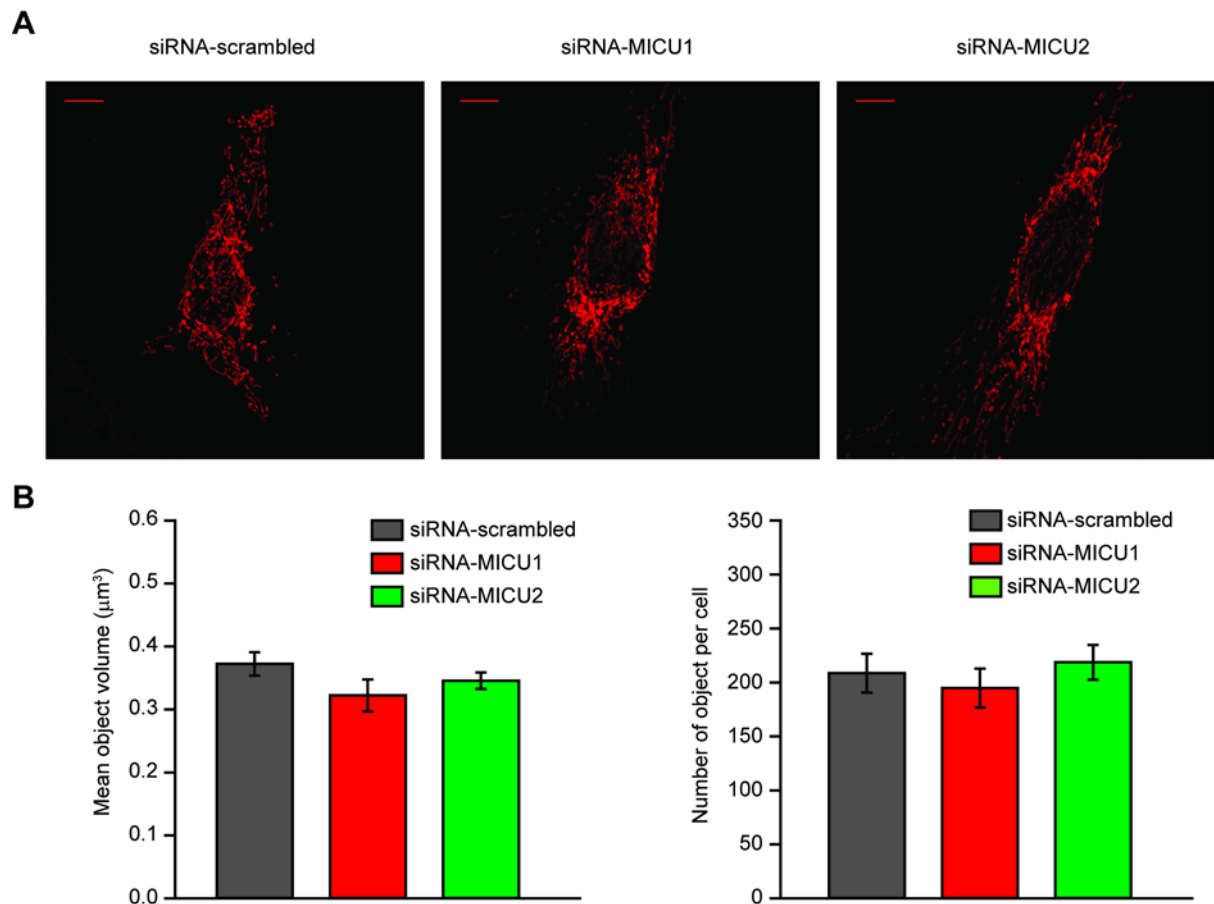 A
siRNA-scrambled
siRNA-MICU1
siRNA-MICU2
B
Mean object volume (μm³)
0.6
0.5
0.4
0.3
0.2
0.1
0.0
siRNA-scrambled
siRNA-MICU1
siRNA-MICU2
Number of object per cell
350
300
250
200
150
100
50
0
siRNA-scrambled
siRNA-MICU1
siRNA-MICU2